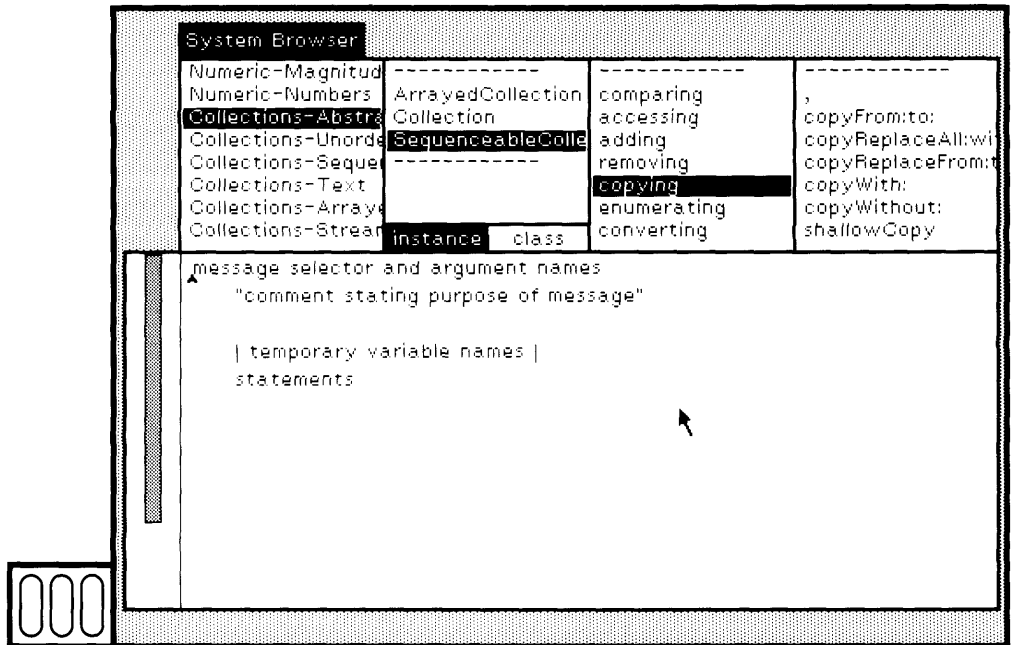 System Browser
Numeric-Magnitud
Numeric-Numbers
Collections-Abstra
Collections-Unorde
Collections-Seque
Collections-Text
Collections-Arraye
Collections-Stream
------------
ArrayedCollection
Collection
SequenceableColle
------------
instance class
------------
comparing
accessing
adding
removing
copying
enumerating
converting
------------
,
copyFrom:to:
copyReplaceAll:wi
copyReplaceFrom:t
copyWith:
copyWithout:
shallowCopy
message selector and argument names
"comment stating purpose of message"
| temporary variable names |
statements